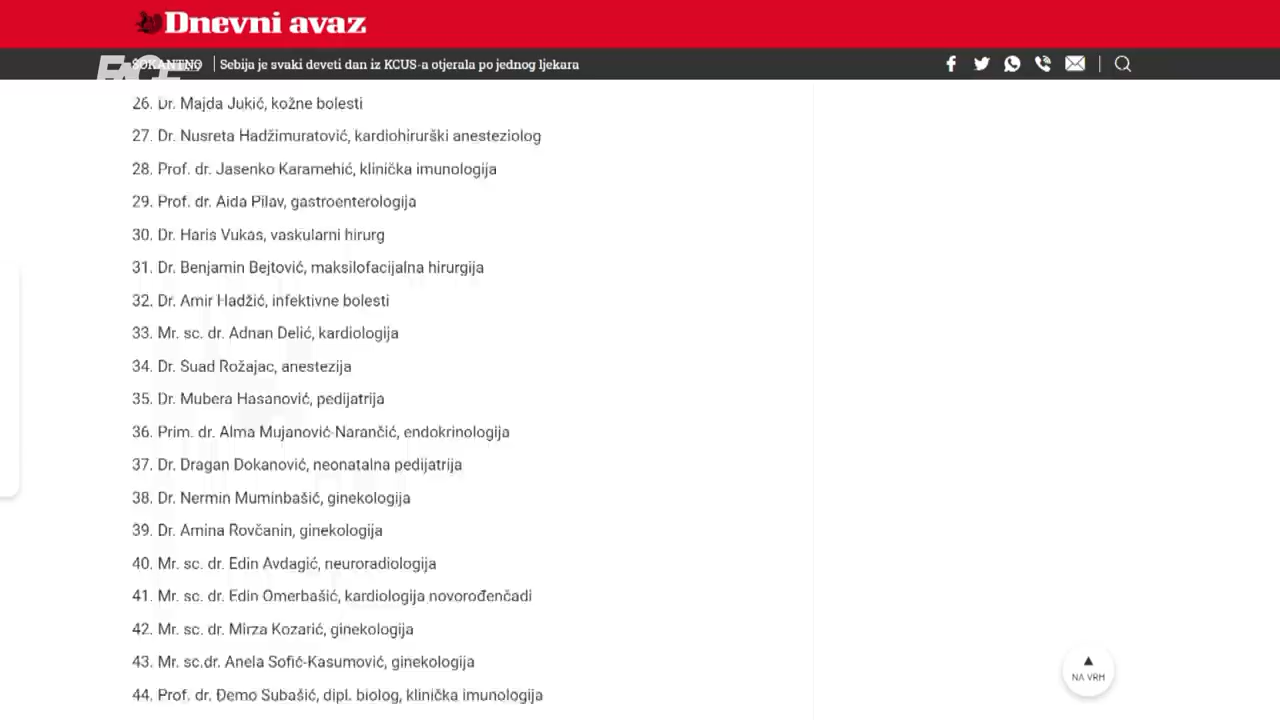 Dnevni avaz
FACE
ŠOKANTNO | Sebija je svaki deveti dan iz KCUS-a otjerala po jednog ljekara
26. Dr. Majda Jukić, kožne bolesti
27. Dr. Nusreta Hadžimuratović, kardiohirurški anesteziolog
28. Prof. dr. Jasenko Karamehić, klinička imunologija
29. Prof. dr. Aida Pilav, gastroenterologija
30. Dr. Haris Vukas, vaskularni hirurg
31. Dr. Benjamin Bejtović, maksilofacijalna hirurgija
32. Dr. Amir Hadžić, infektivne bolesti
33. Mr. sc. dr. Adnan Delić, kardiologija
34. Dr. Suad Rožajac, anestezija
35. Dr. Mubera Hasanović, pedijatrija
36. Prim. dr. Alma Mujanović-Narančić, endokrinologija
37. Dr. Dragan Dokanović, neonatalna pedijatrija
38. Dr. Nermin Muminbašić, ginekologija
39. Dr. Amina Rovčanin, ginekologija
40. Mr. sc. dr. Edin Avdagić, neuroradiologija
41. Mr. sc. dr. Edin Omerbašić, kardiologija novorođenčadi
42. Mr. sc. dr. Mirza Kozarić, ginekologija
43. Mr. sc.dr. Anela Sofić-Kasumović, ginekologija
44. Prof. dr. Demo Subašić, dipl. biolog, klinička imunologija
NA VRH